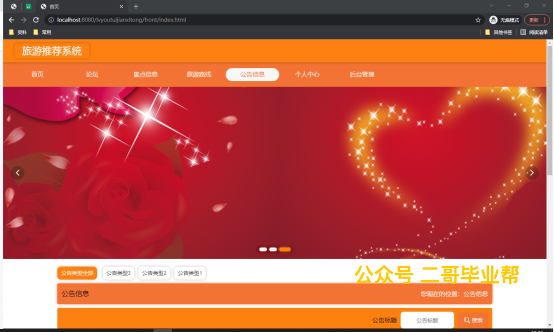 首页
localhost:8080/lvyoutuijianxitong/front/index.html
无痕模式
更新
资料
常用
其他书签
阅读清单
旅游推荐系统
首页 论坛 景点信息 旅游路线 公告信息 个人中心 后台管理
公众号 二哥毕业帮
公告类型全部 公告类型3 公告类型2 公告类型1
公告信息
您现在的位置：公告信息
公告标题 公告标题 搜索